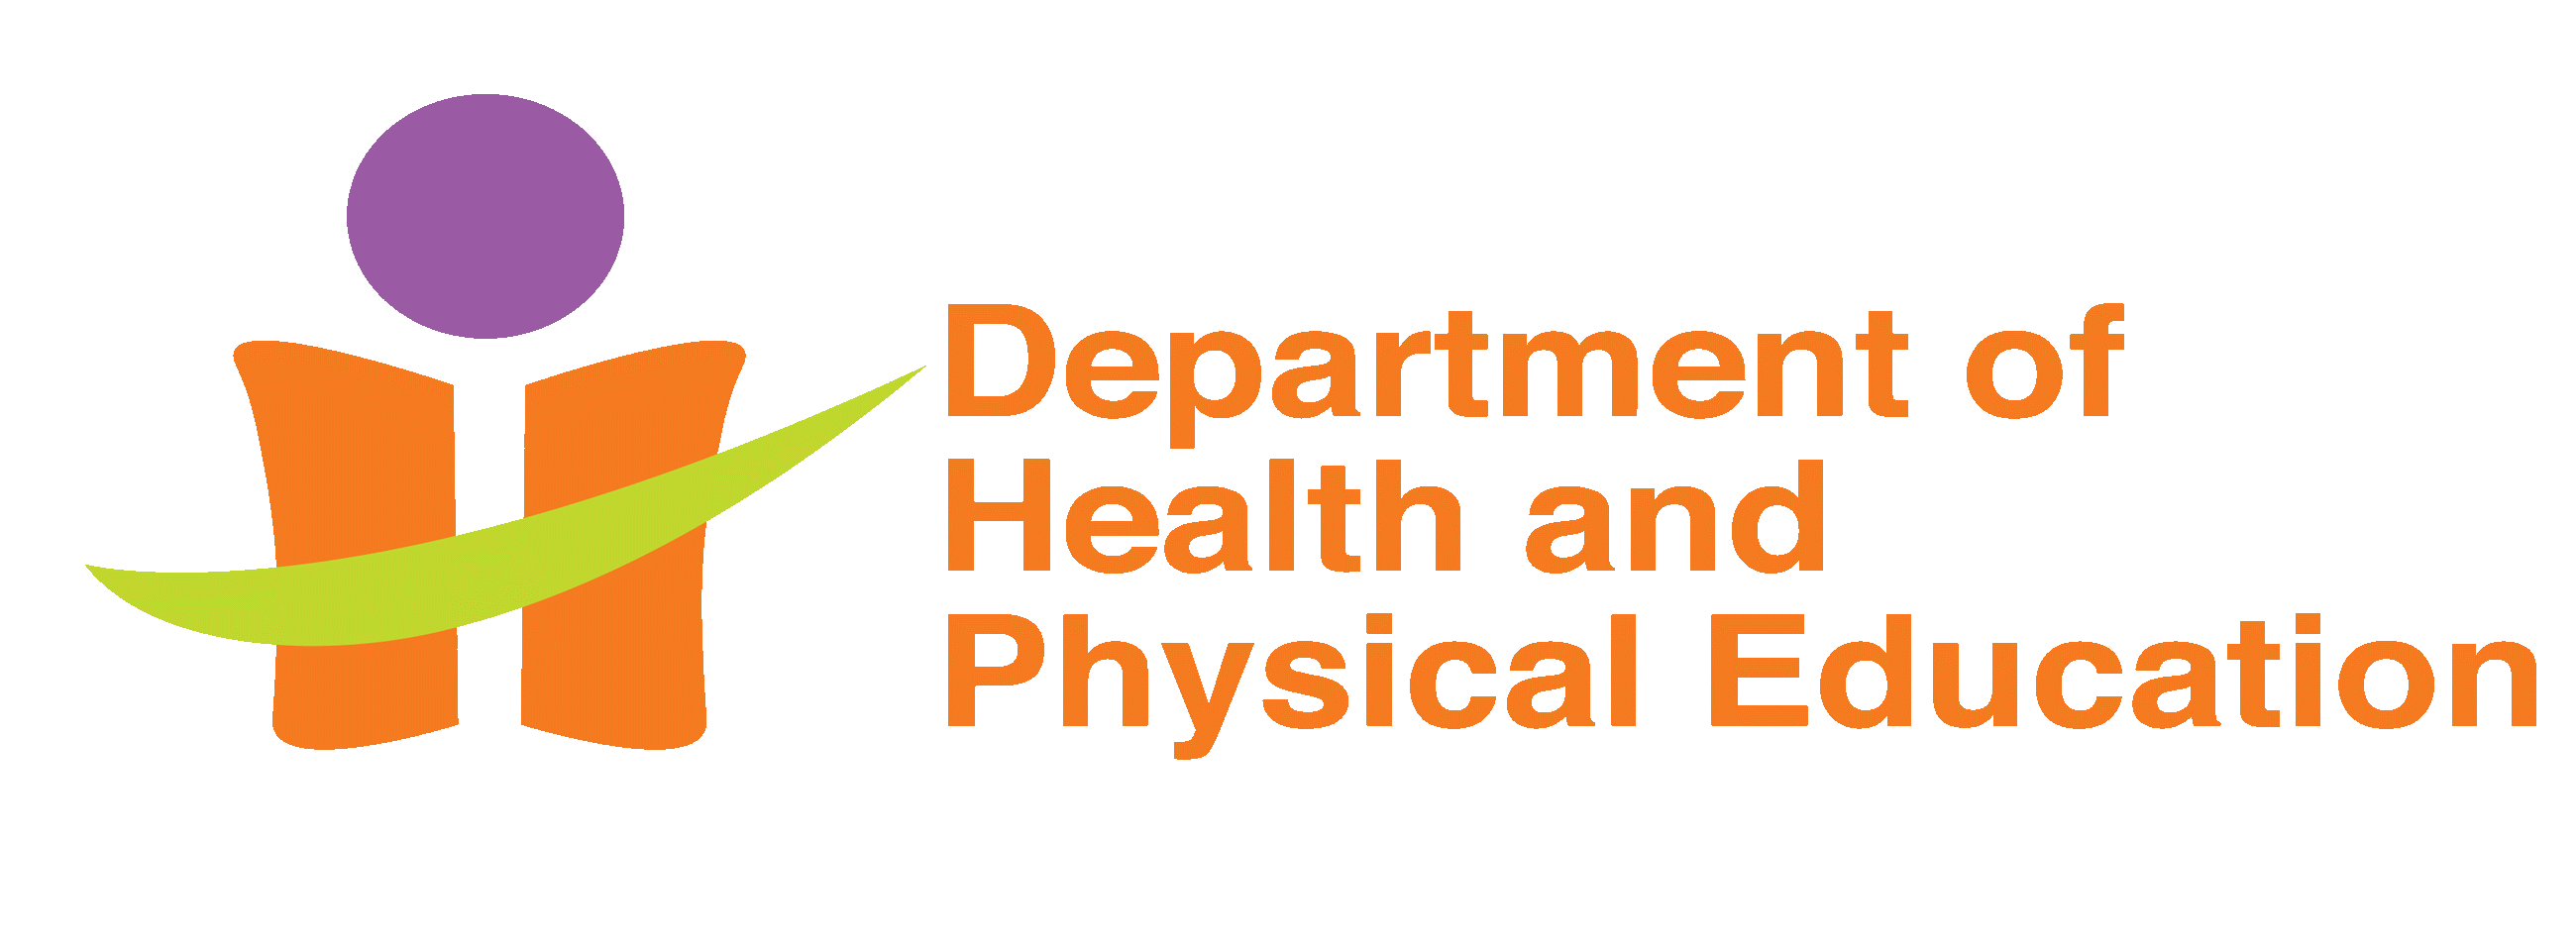 Department of
Health and
Physical Education